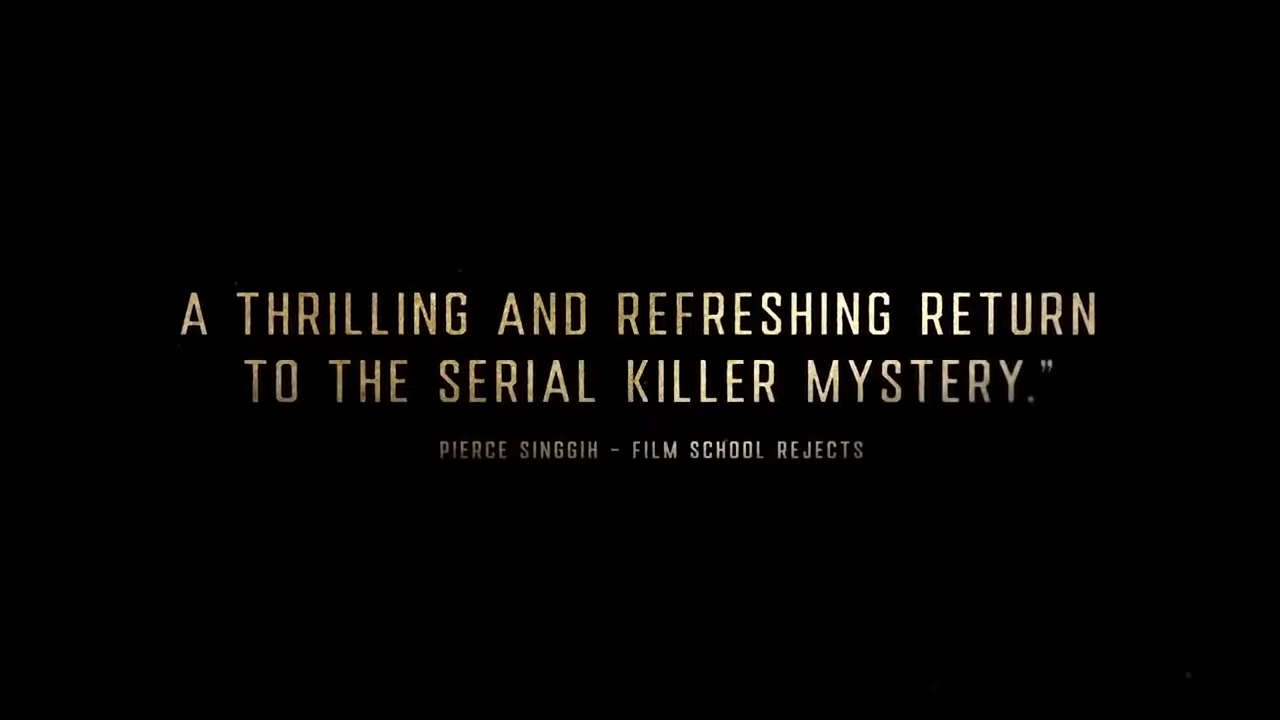 A THRILLING AND REFRESHING RETURN
TO THE SERIAL KILLER MYSTERY.”
PIERCE SINGGIH – FILM SCHOOL REJECTS